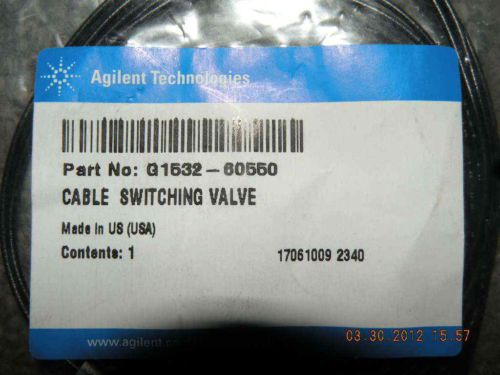 Agilent Technologies
Part No: G1532-60550
CABLE SWITCHING VALVE
Made in US (USA)
Contents: 1
17061009 2340
www.agilent.c
03.30.2012 15:57